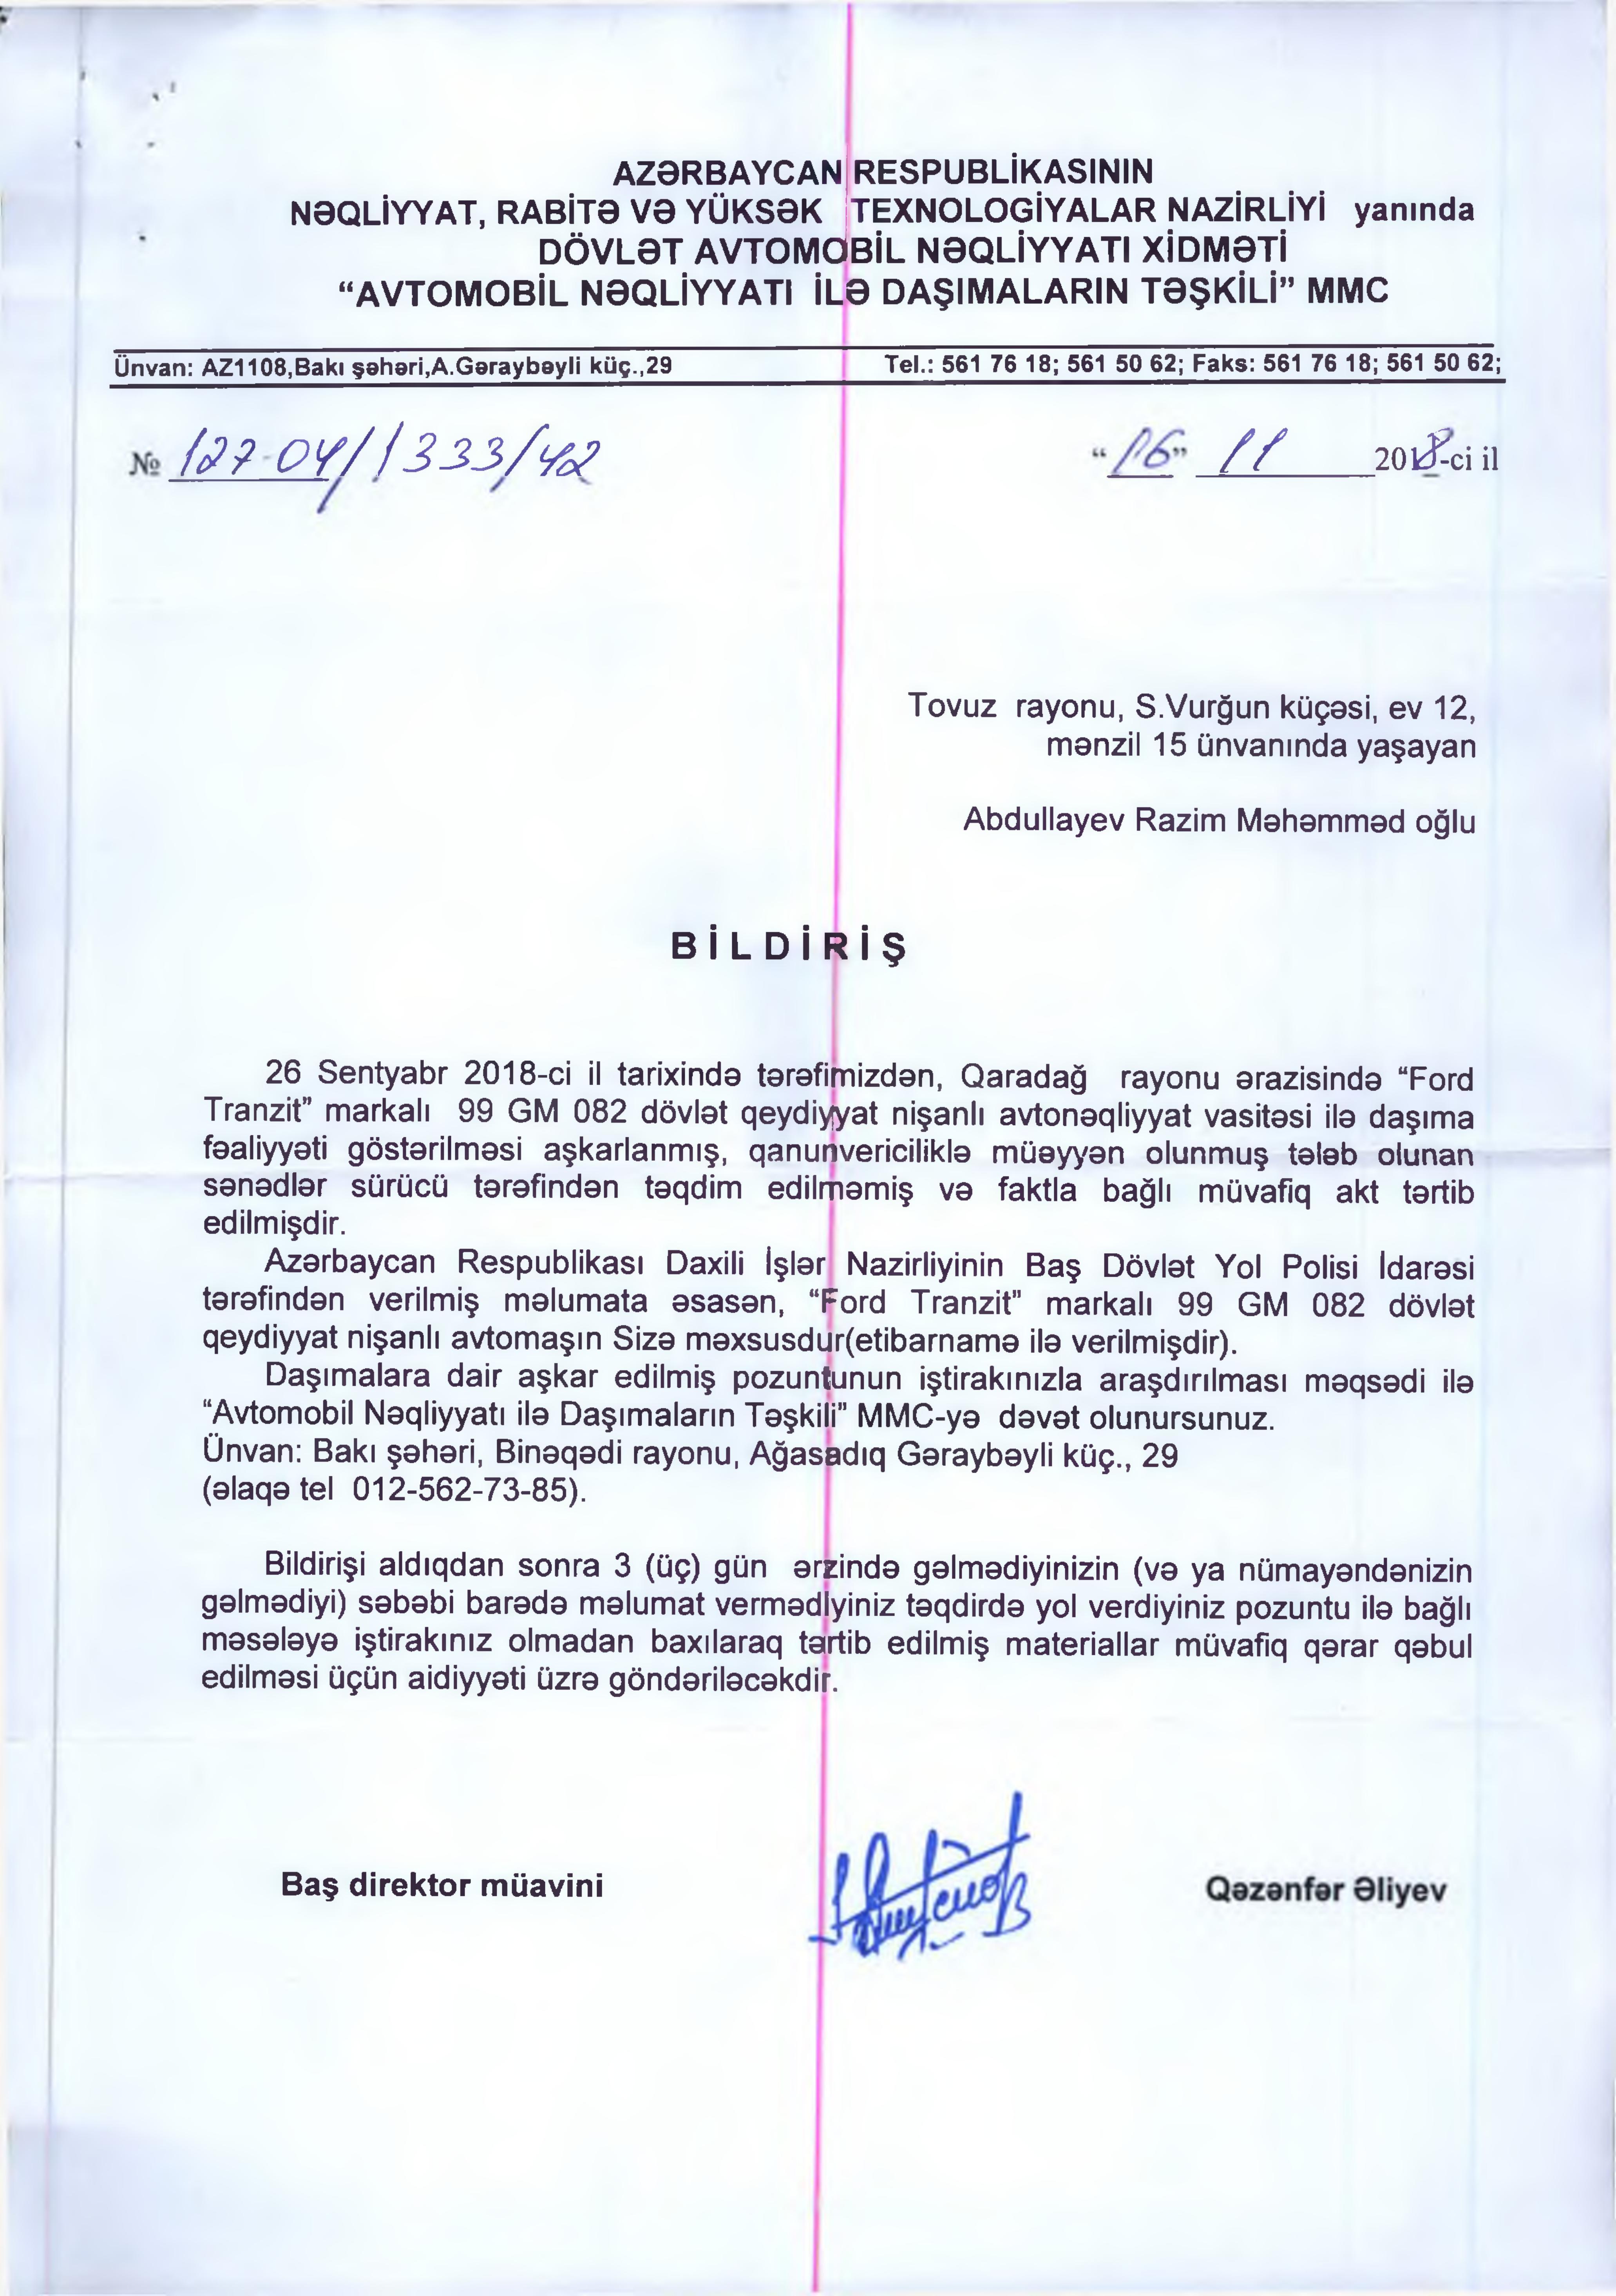 AZƏRBAYCAN RESPUBLİKASININ
NƏQLİYYAT, RABİTƏ VƏ YÜKSƏK TEXNOLOGİYALAR NAZİRLİYİ yanında
DÖVLƏT AVTOMOBİL NƏQLİYYATI XİDMƏTİ
“AVTOMOBİL NƏQLİYYATI İLƏ DAŞIMALARIN TƏŞKİLİ” MMC
Ünvan: AZ1108,Bakı şəhəri,A.Gəraybəyli küç.,29 Tel.: 561 76 18; 561 50 62; Faks: 561 76 18; 561 50 62;
№ 127-04//1333/42 “16” 11 2018-ci il
Tovuz rayonu, S.Vurğun küçəsi, ev 12,
mənzil 15 ünvanında yaşayan
Abdullayev Razim Məhəmməd oğlu
BİLDİRİŞ
26 Sentyabr 2018-ci il tarixində tərəfimizdən, Qaradağ rayonu ərazisində “Ford
Tranzit” markalı 99 GM 082 dövlət qeydiyyat nişanlı avtonəqliyyat vasitəsi ilə daşıma
fəaliyyəti göstərilməsi aşkarlanmış, qanunvericiliklə müəyyən olunmuş tələb olunan
sənədlər sürücü tərəfindən təqdim edilməmiş və faktla bağlı müvafiq akt tərtib
edilmişdir.
Azərbaycan Respublikası Daxili İşlər Nazirliyinin Baş Dövlət Yol Polisi İdarəsi
tərəfindən verilmiş məlumata əsasən, “Ford Tranzit” markalı 99 GM 082 dövlət
qeydiyyat nişanlı avtomaşın Sizə məxsusdur(etibarnamə ilə verilmişdir).
Daşımalara dair aşkar edilmiş pozuntunun iştirakınızla araşdırılması məqsədi ilə
“Avtomobil Nəqliyyatı ilə Daşımaların Təşkili” MMC-yə dəvət olunursunuz.
Ünvan: Bakı şəhəri, Binəqədi rayonu, Ağasadıq Gəraybəyli küç., 29
(əlaqə tel 012-562-73-85).
Bildirişi aldıqdan sonra 3 (üç) gün ərzində gəlmədiyinizin (və ya nümayəndənizin
gəlmədiyi) səbəbi barədə məlumat vermədiyiniz təqdirdə yol verdiyiniz pozuntu ilə bağlı
məsələyə iştirakınız olmadan baxılaraq tərtib edilmiş materiallar müvafiq qərar qəbul
edilməsi üçün aidiyyəti üzrə göndəriləcəkdir.
Baş direktor müavini Qəzənfər Əliyev